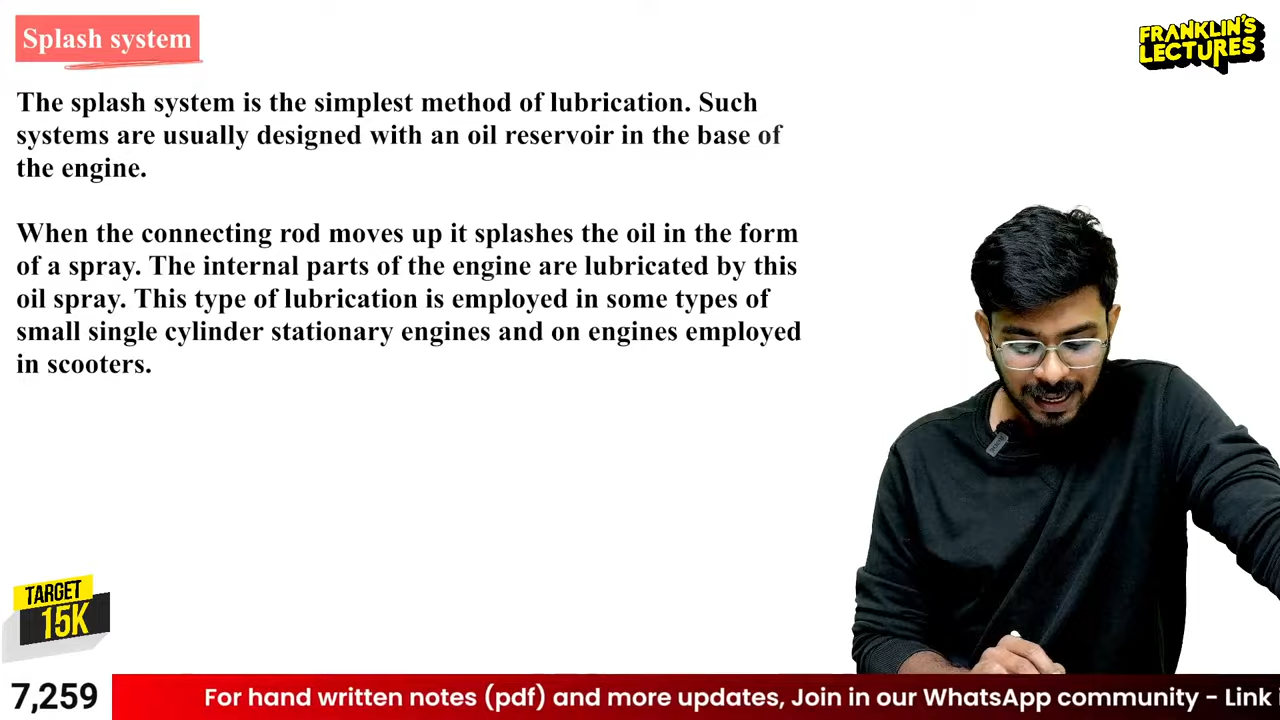 Splash system
FRANKLIN'S
LECTURES
The splash system is the simplest method of lubrication. Such
systems are usually designed with an oil reservoir in the base of
the engine.
When the connecting rod moves up it splashes the oil in the form
of a spray. The internal parts of the engine are lubricated by this
oil spray. This type of lubrication is employed in some types of
small single cylinder stationary engines and on engines employed
in scooters.
TARGET
15K
7,259
For hand written notes (pdf) and more updates, Join in our WhatsApp community - Link